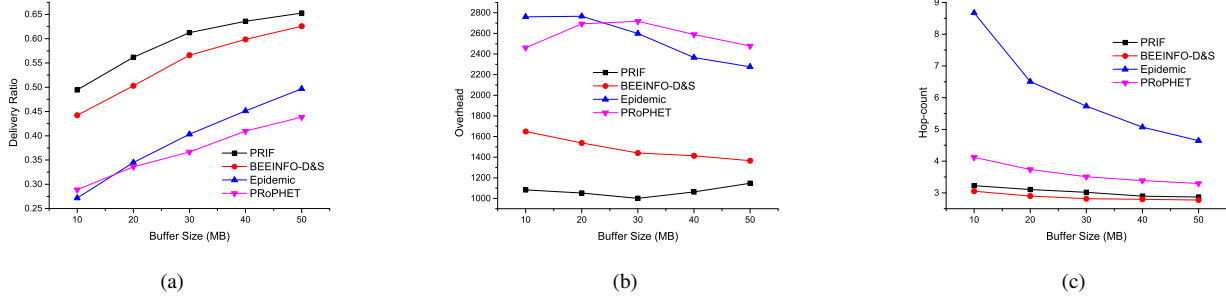 0.65
0.60
0.55
0.50
0.45
0.40
0.35
0.30
0.25
Delivery Ratio
PRIF
BEEINFO-D&S
Epidemic
PRoPHET
10 20 30 40 50
Buffer Size (MB)
(a)
2800
2600
2400
2200
2000
1800
1600
1400
1200
1000
Overhead
PRIF
BEEINFO-D&S
Epidemic
PRoPHET
10 20 30 40 50
Buffer Size (MB)
(b)
9
8
7
6
5
4
3
Hop-count
PRIF
BEEINFO-D&S
Epidemic
PRoPHET
10 20 30 40 50
Buffer Size (MB)
(c)